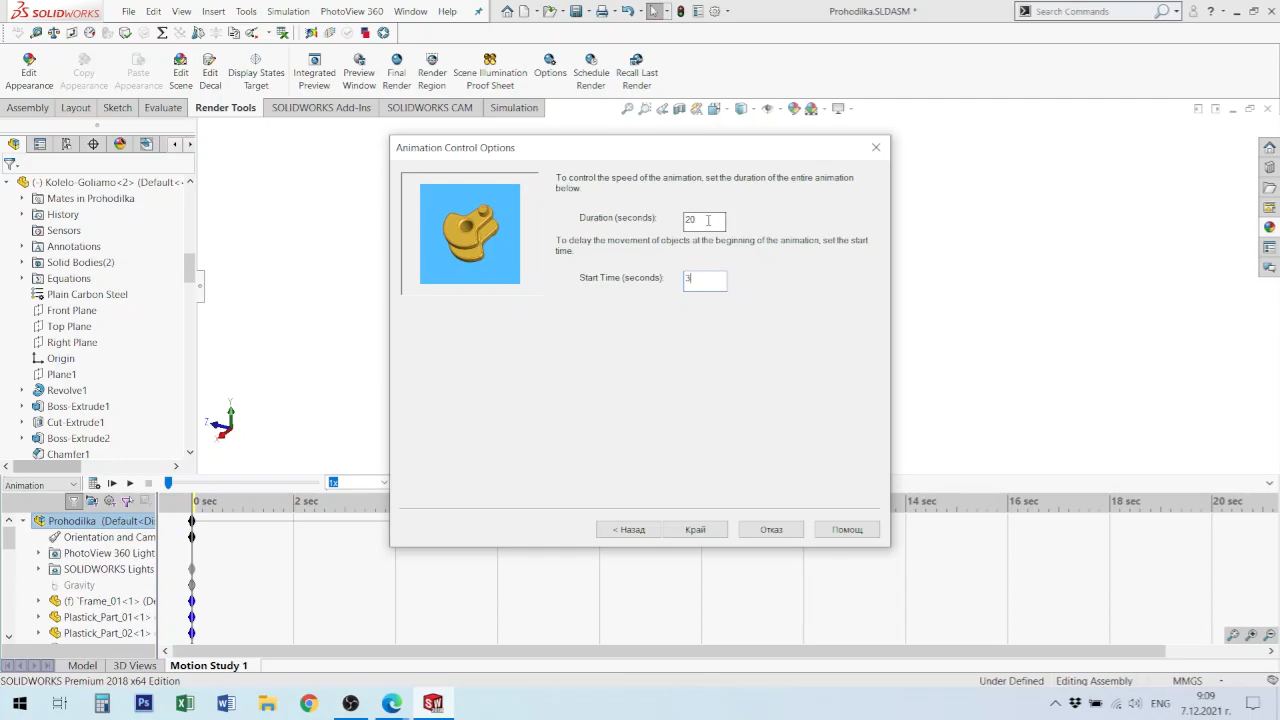 SOLIDWORKS File Edit View Insert Tools Simulation PhotoView 360 Window Help Prohodilka.SLDASM * Search Commands
Edit Appearance
Copy Appearance
Paste Appearance
Edit Scene
Edit Decal
Display States Target
Integrated Preview
Preview Window
Final Render
Render Region
Scene Illumination Proof Sheet
Options
Schedule Render
Recall Last Render
Assembly Layout Sketch Evaluate Render Tools SOLIDWORKS Add-Ins SOLIDWORKS CAM Simulation
(-) Kolelo-Goliamo<2> (Default<
Mates in Prohodilka
History
Sensors
Annotations
Solid Bodies(2)
Equations
Plain Carbon Steel
Front Plane
Top Plane
Right Plane
Origin
Plane1
Revolve1
Boss-Extrude1
Cut-Extrude1
Boss-Extrude2
Chamfer1
Y
Z
X
Animation Control Options
To control the speed of the animation, set the duration of the entire animation
below.
Duration (seconds): 20
To delay the movement of objects at the beginning of the animation, set the start
time.
Start Time (seconds): 3
< Назад Край Отказ Помощ
Animation 1x
0 sec 2 sec 14 sec 16 sec 18 sec 20 sec
Prohodilka (Default<Di
Orientation and Cam
PhotoView 360 Light
SOLIDWORKS Lights
Gravity
(f) `Frame_01<1> (De
Plastick_Part_01<1>
Plastick_Part_02<1>
Model 3D Views Motion Study 1
SOLIDWORKS Premium 2018 x64 Edition Under Defined Editing Assembly MMGS -
ENG 9:09
7.12.2021 г.